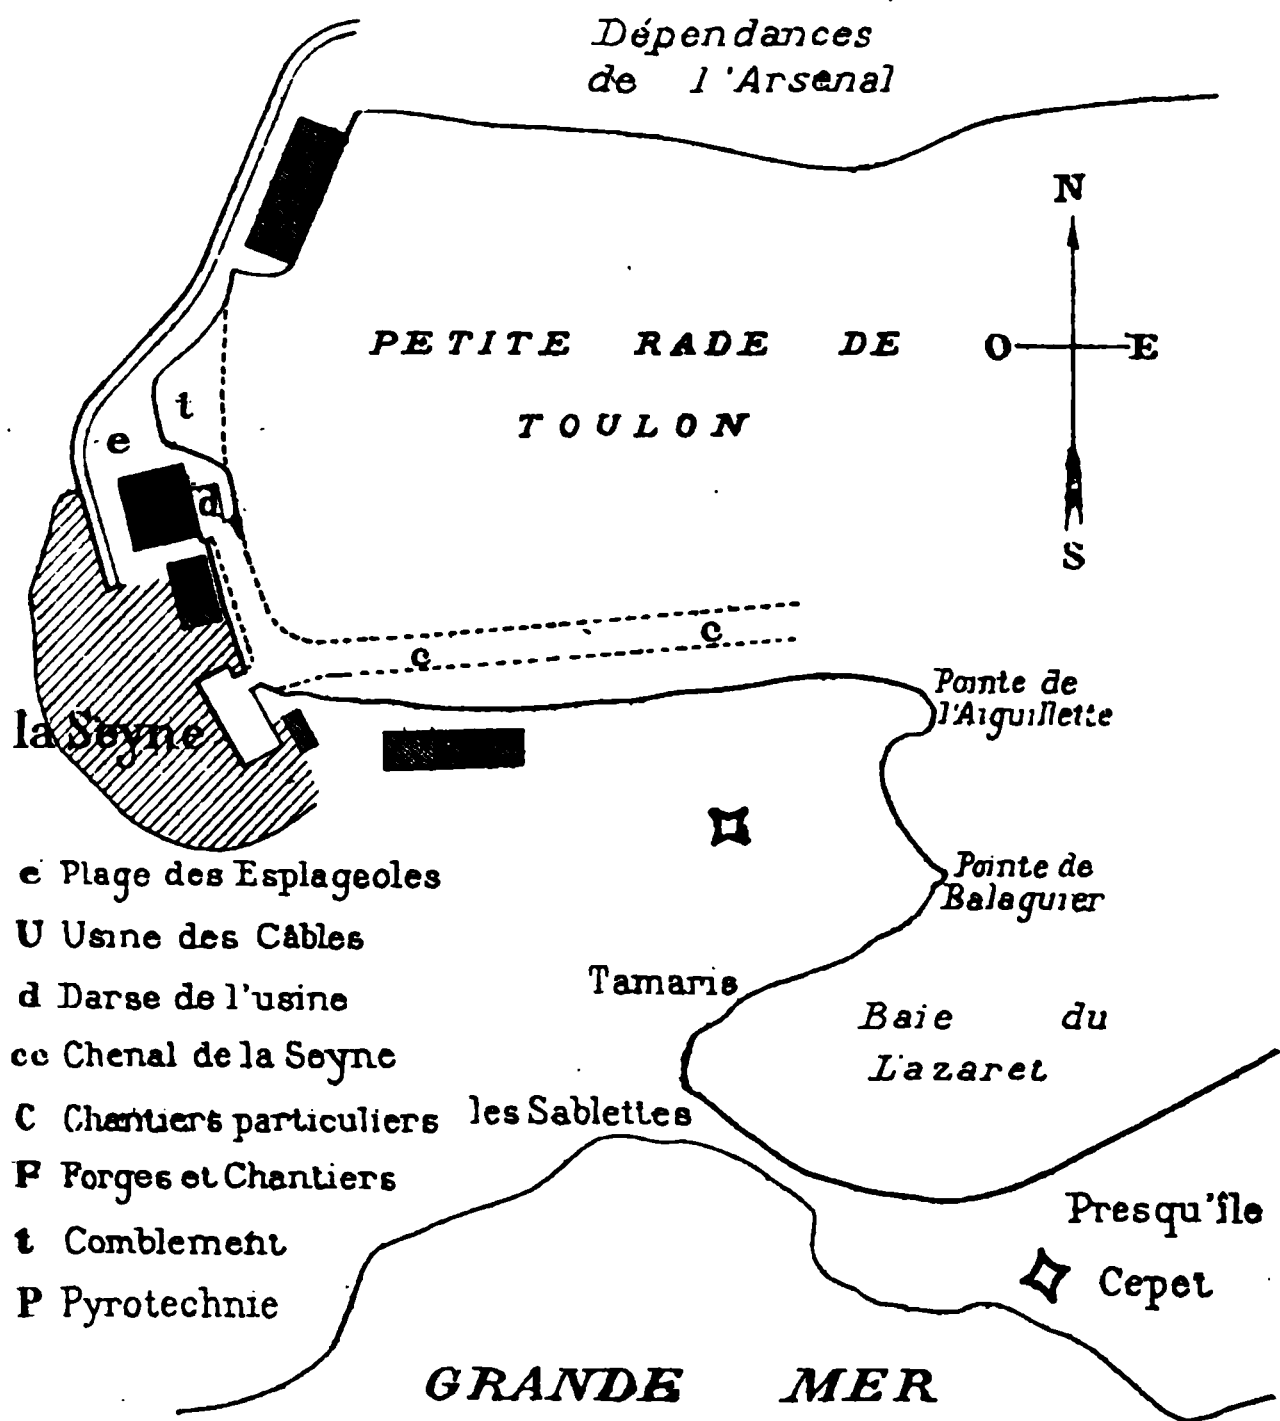 Dépendances
de l'Arsenal
N
PETITE RADE DE
O E
TOULON
t
e
d
S
c
c
Pointe de
l'Aiguillette
la Seyne
Pointe de
Balaguier
e Plage des Esplageoles
U Usine des Câbles
Tamaris
d Darse de l'usine
Baie du
Lazaret
cc Chenal de la Seyne
C Chantiers particuliers
les Sablettes
F Forges et Chantiers
Presqu'île
t Comblement
Cepet
P Pyrotechnie
GRANDE MER